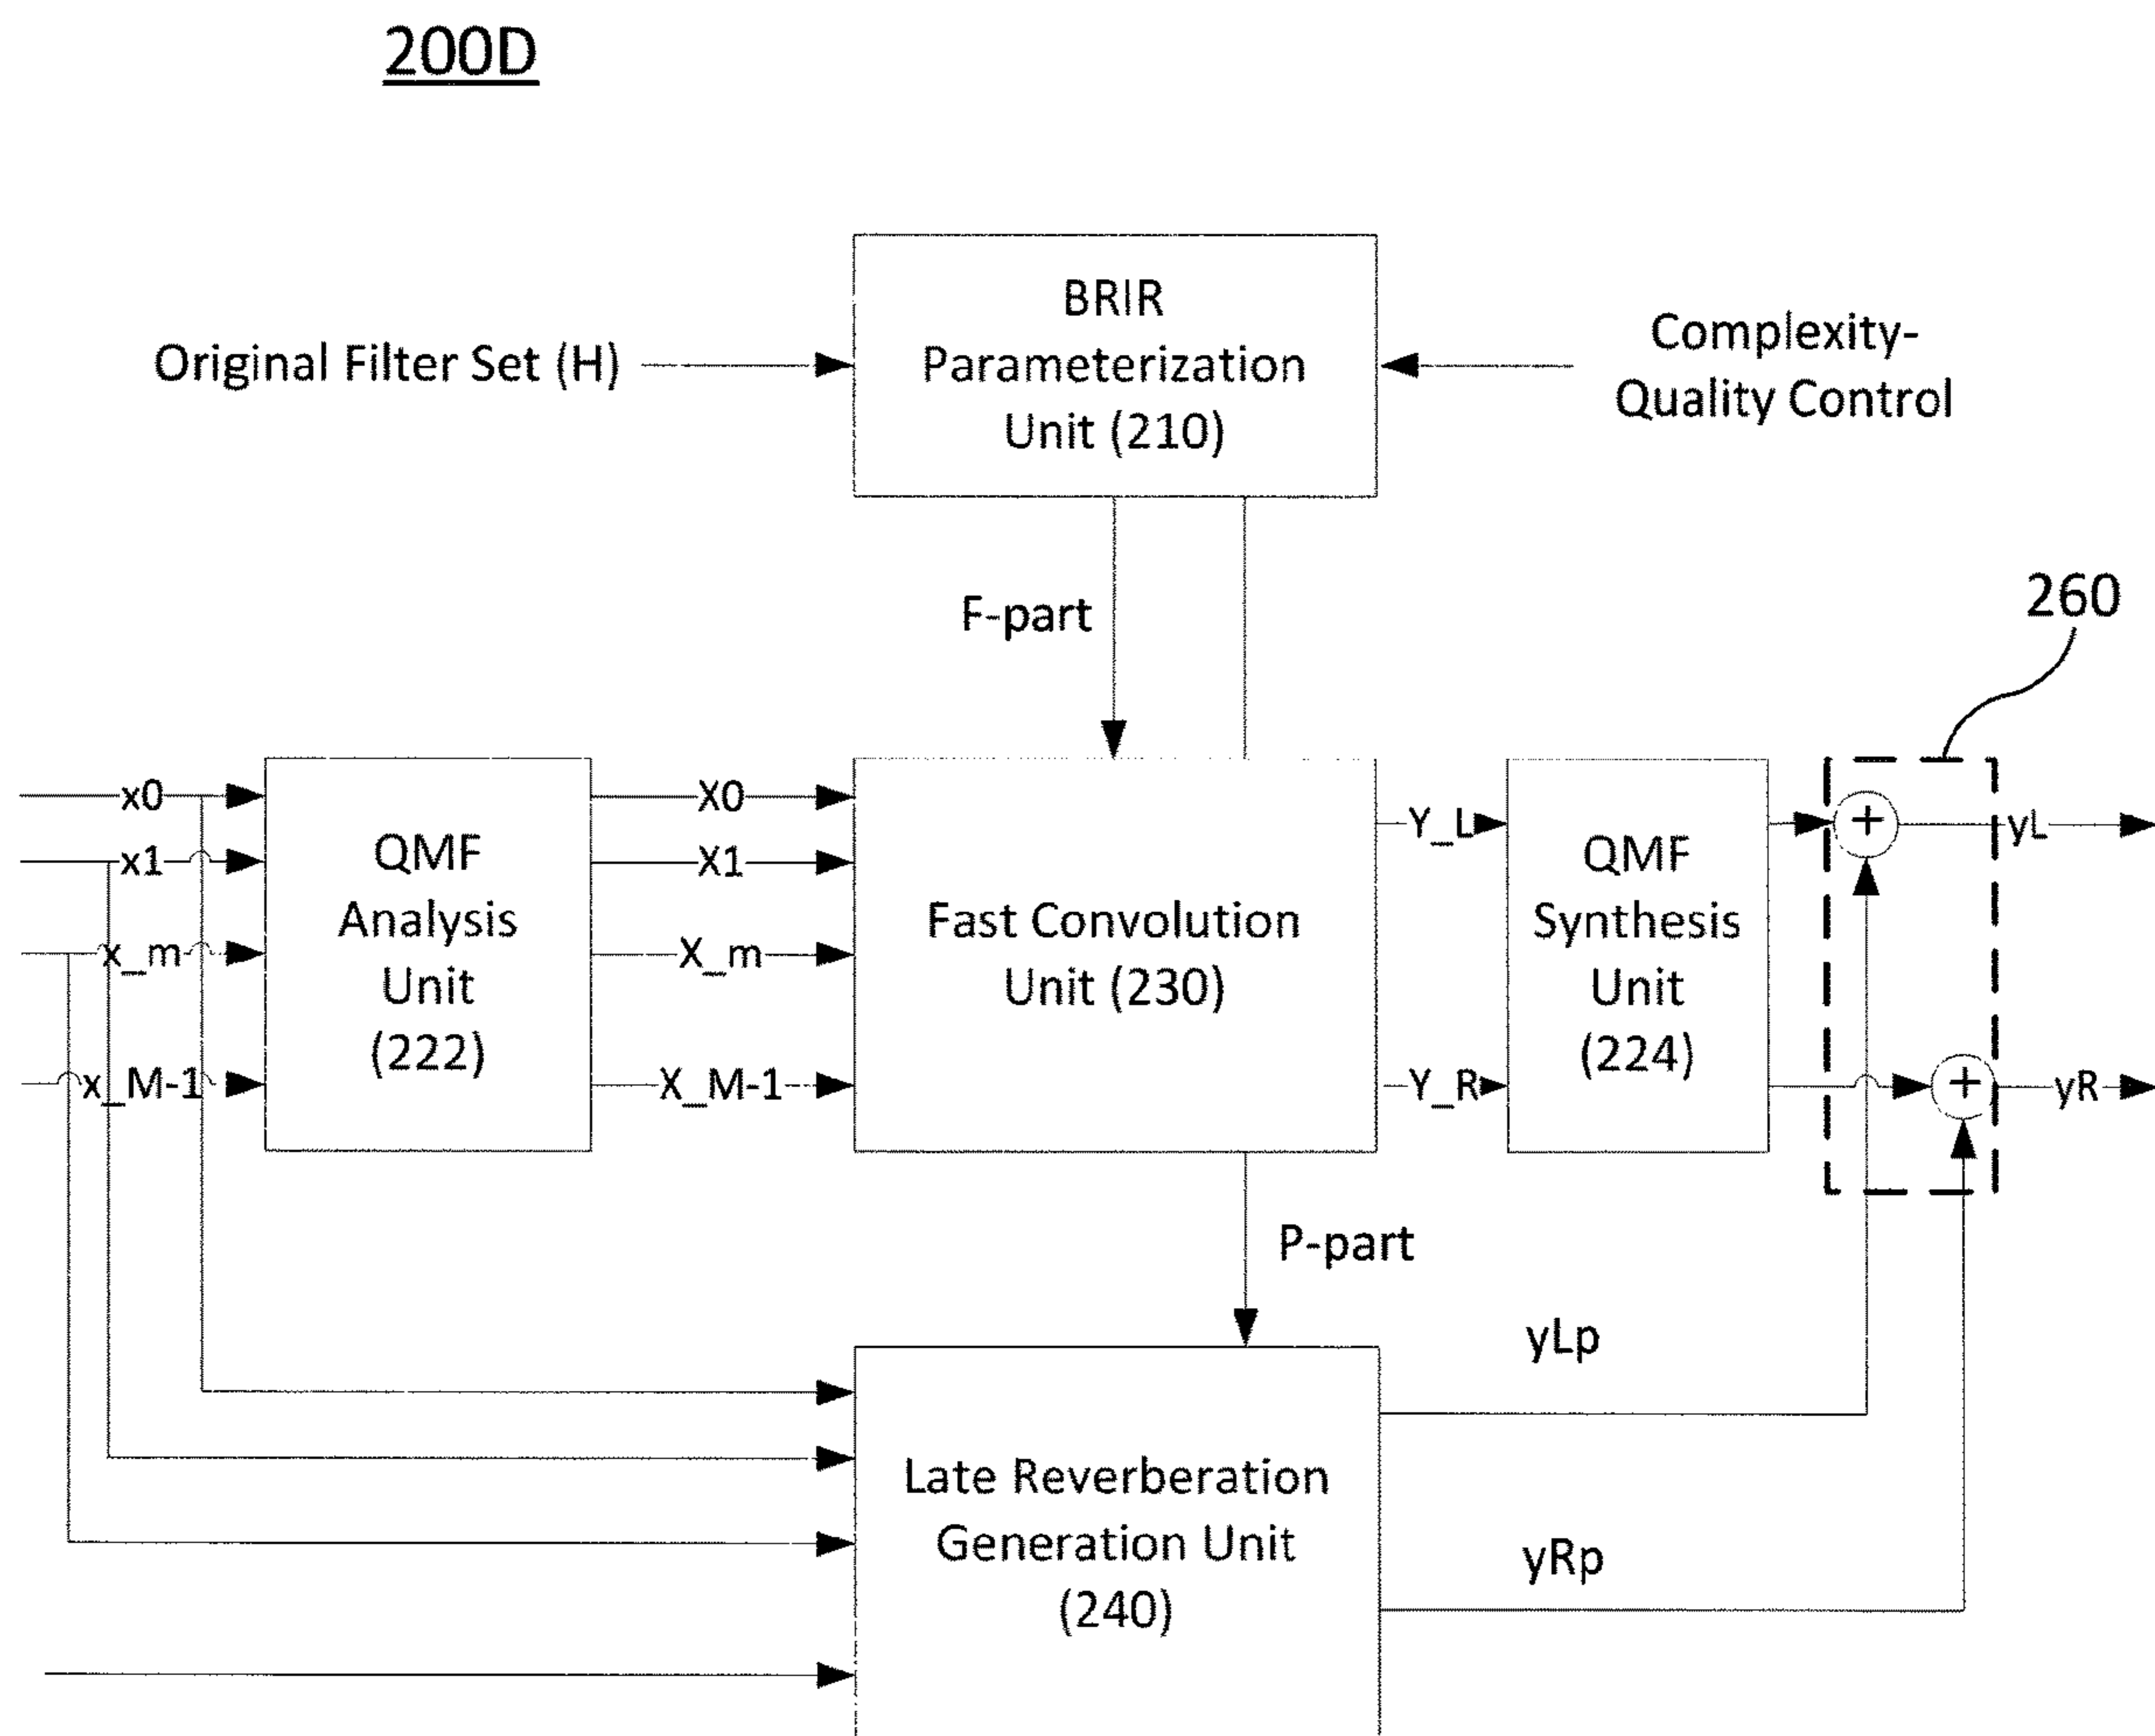 200D
BRIR
Parameterization
Unit (210)
Original Filter Set (H)
Complexity-
Quality Control
F-part
260
x0
x1
x_m
x_M-1
QMF
Analysis
Unit
(222)
X0
X1
X_m
X_M-1
Fast Convolution
Unit (230)
Y_L
Y_R
QMF
Synthesis
Unit
(224)
+
+
yL
yR
P-part
yLp
Late Reverberation
Generation Unit
(240)
yRp